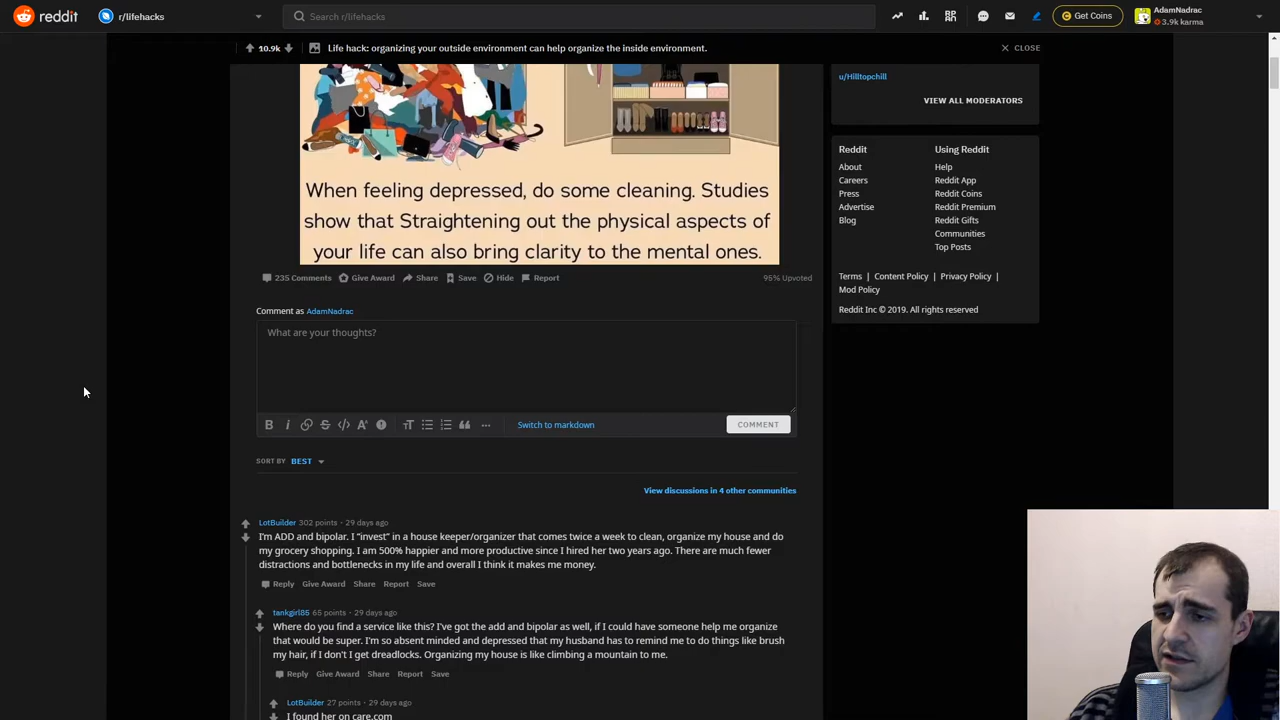 reddit
r/lifehacks
Search r/lifehacks
Get Coins
AdamNadrac
3.9k karma
10.9k
Life hack: organizing your outside environment can help organize the inside environment.
CLOSE
When feeling depressed, do some cleaning. Studies
show that Straightening out the physical aspects of
your life can also bring clarity to the mental ones.
235 Comments
Give Award
Share
Save
Hide
Report
95% Upvoted
Comment as AdamNadrac
What are your thoughts?
Switch to markdown
COMMENT
SORT BY BEST
View discussions in 4 other communities
LotBuilder 302 points · 29 days ago
I'm ADD and bipolar. I “invest” in a house keeper/organizer that comes twice a week to clean, organize my house and do
my grocery shopping. I am 500% happier and more productive since I hired her two years ago. There are much fewer
distractions and bottlenecks in my life and overall I think it makes me money.
Reply Give Award Share Report Save
tankgirl85 65 points · 29 days ago
Where do you find a service like this? I've got the add and bipolar as well, if I could have someone help me organize
that would be super. I'm so absent minded and depressed that my husband has to remind me to do things like brush
my hair, if I don't I get dreadlocks. Organizing my house is like climbing a mountain to me.
Reply Give Award Share Report Save
LotBuilder 27 points · 29 days ago
I found her on care.com
u/Hilltopchill
VIEW ALL MODERATORS
Reddit
About
Careers
Press
Advertise
Blog
Using Reddit
Help
Reddit App
Reddit Coins
Reddit Premium
Reddit Gifts
Communities
Top Posts
Terms | Content Policy | Privacy Policy |
Mod Policy
Reddit Inc © 2019. All rights reserved